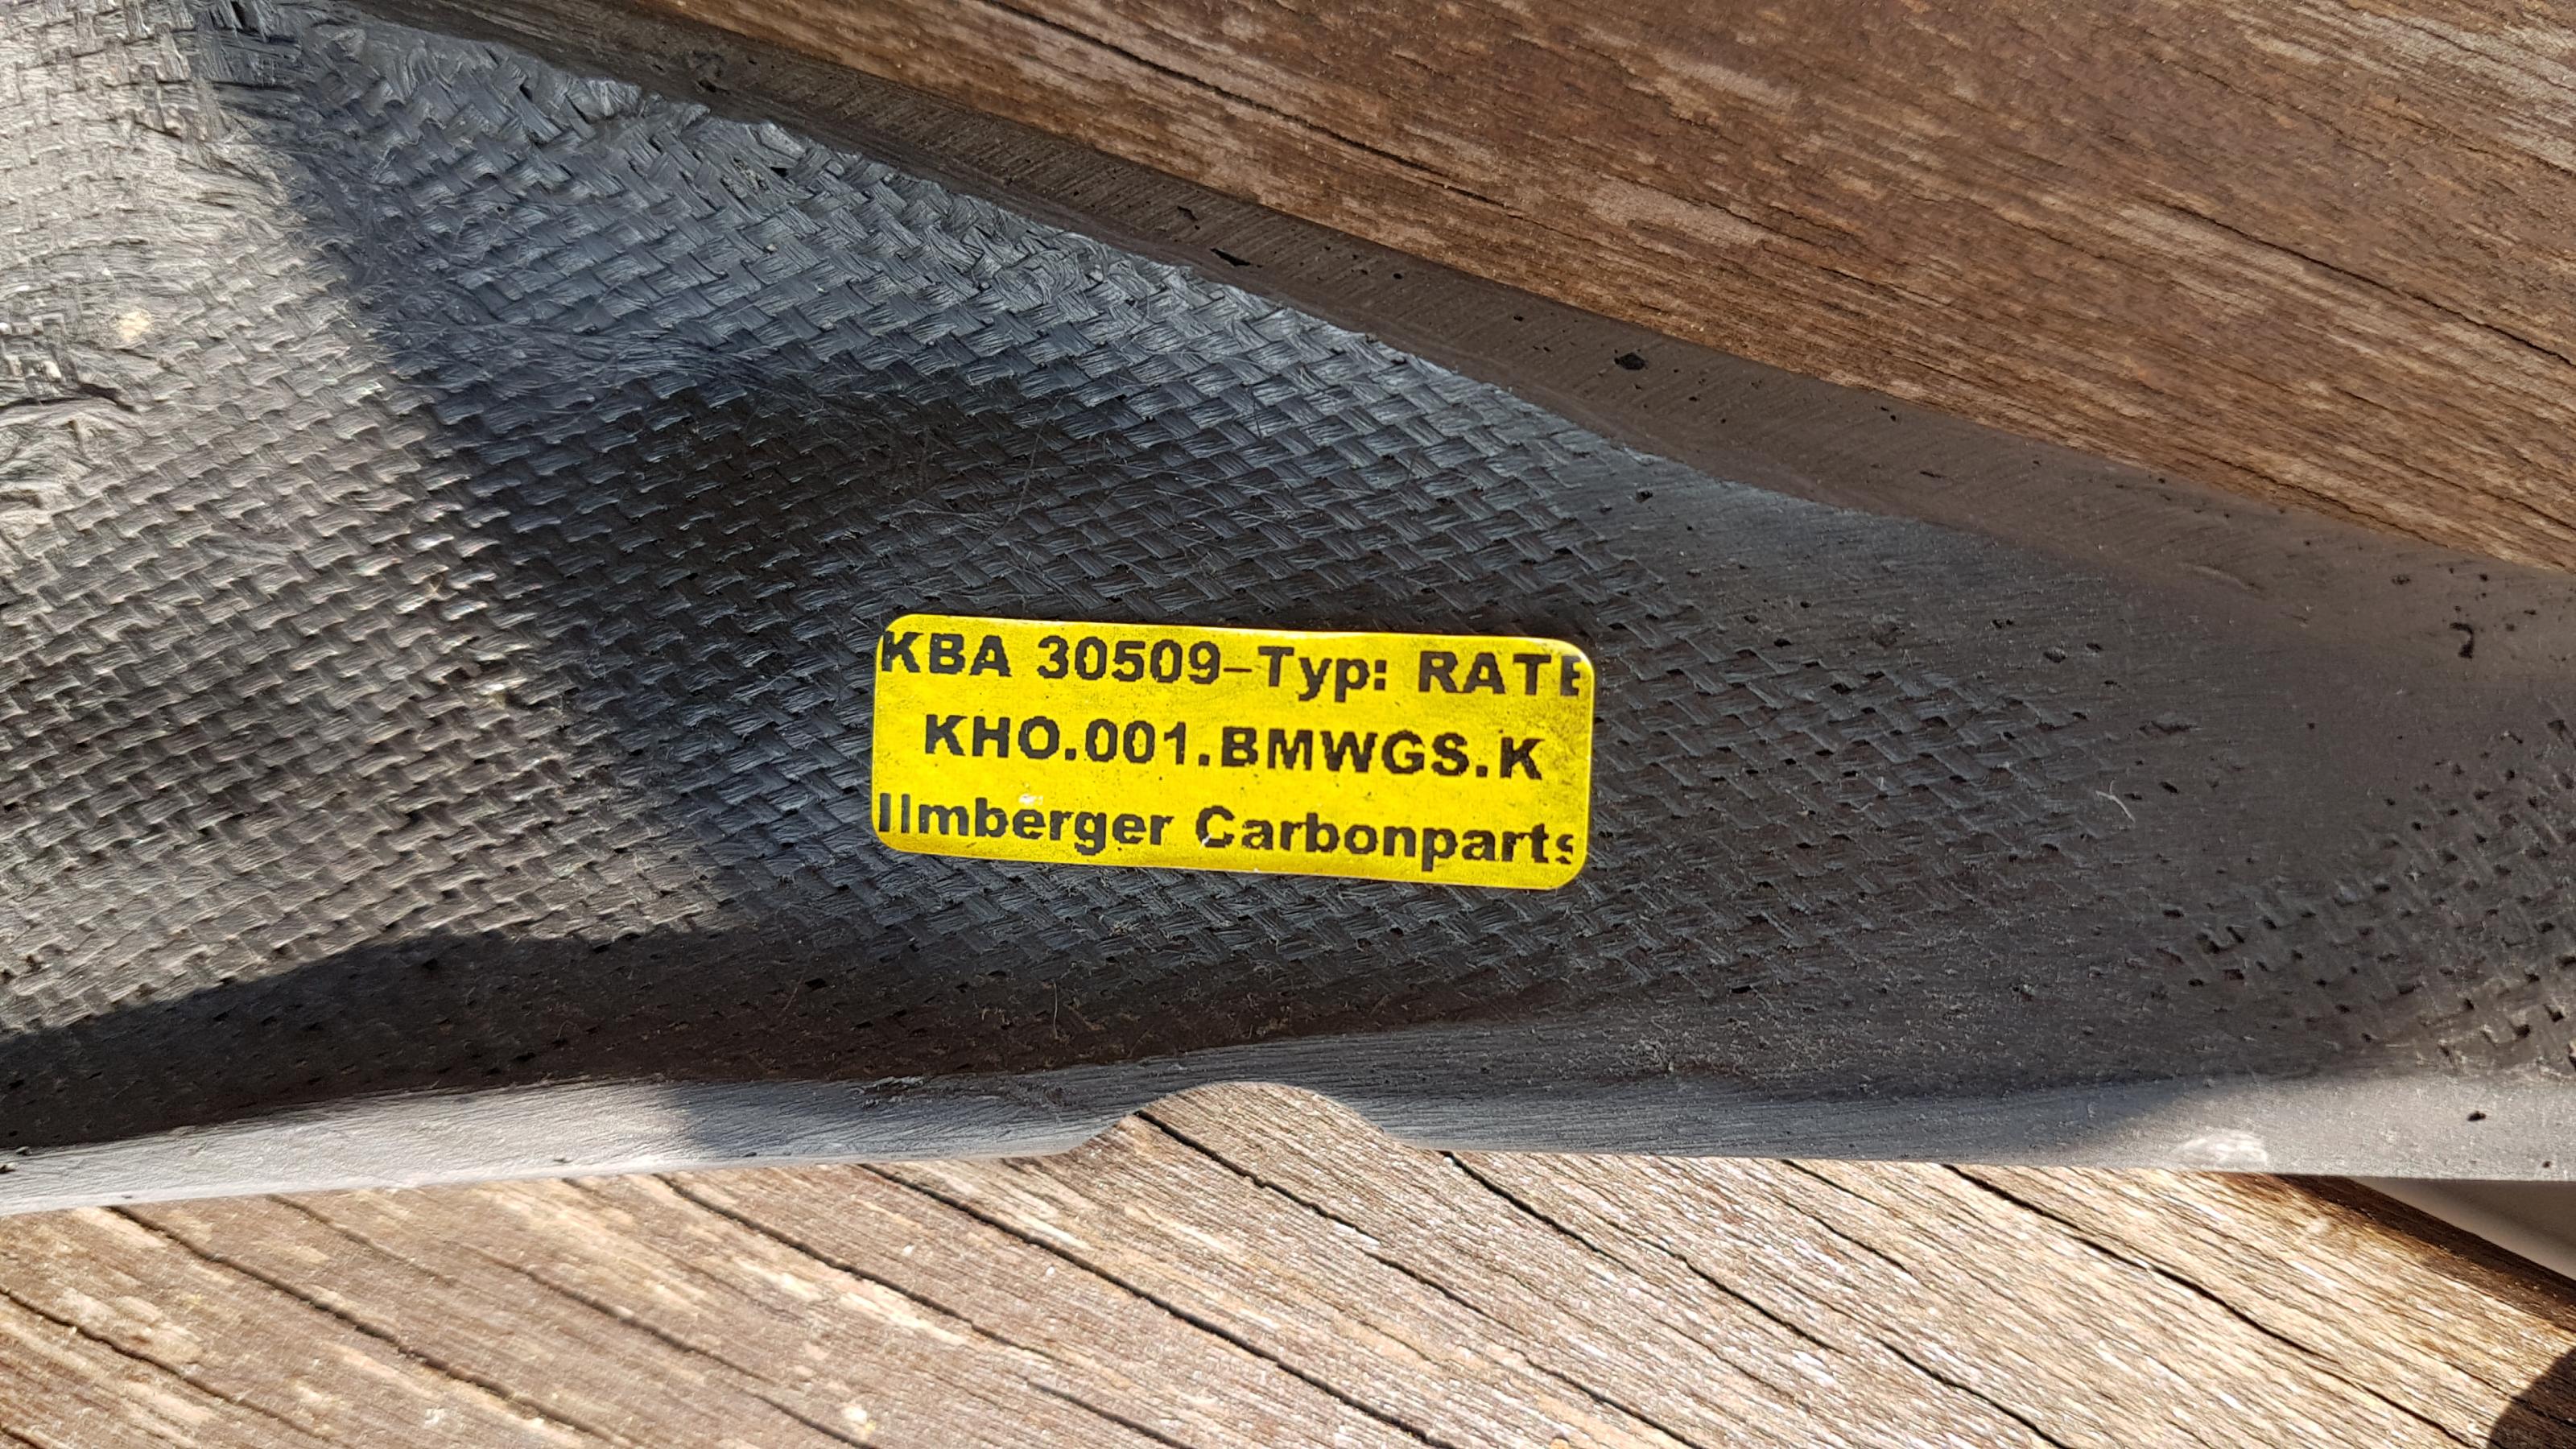 KBA 30509-Typ: RATE
KHO.001.BMWGS.K
Ilmberger Carbonparts